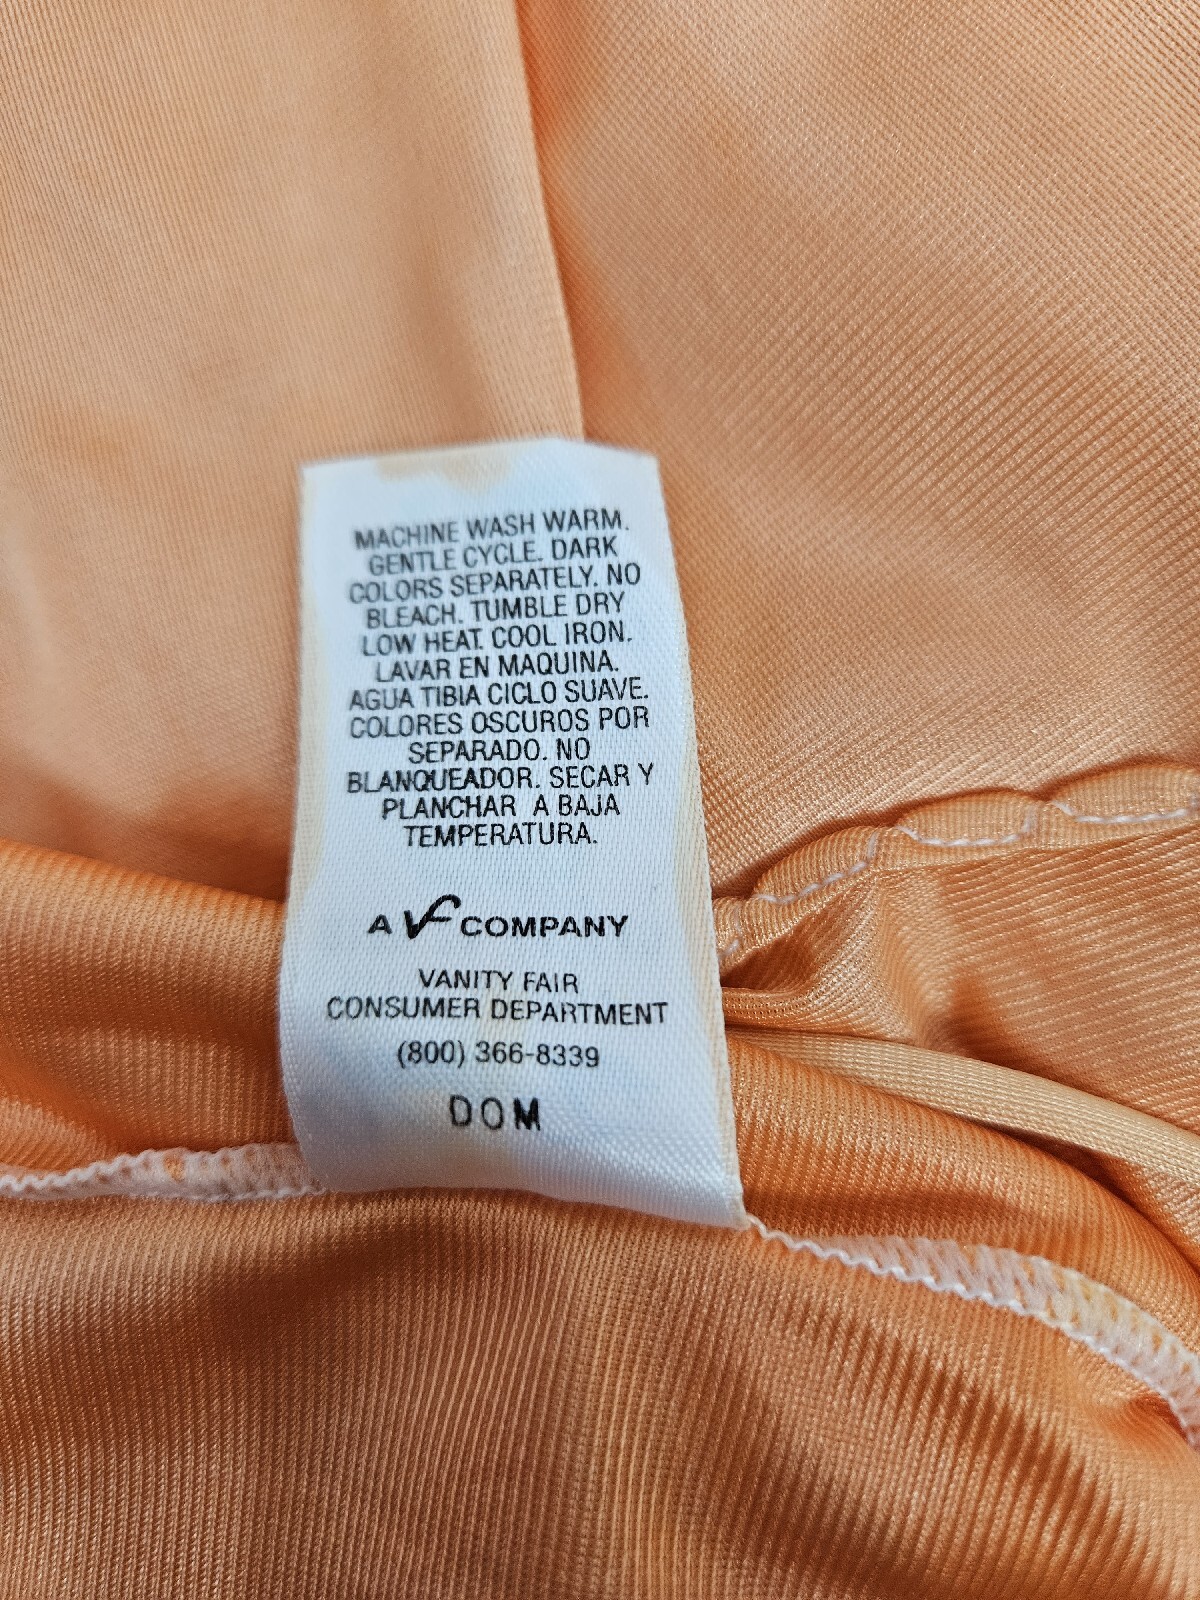 MACHINE WASH WARM.
GENTLE CYCLE. DARK
COLORS SEPARATELY. NO
BLEACH. TUMBLE DRY
LOW HEAT. COOL IRON.
LAVAR EN MAQUINA.
AGUA TIBIA CICLO SUAVE.
COLORES OSCUROS POR
SEPARADO. NO
BLANQUEADOR. SECAR Y
PLANCHAR A BAJA
TEMPERATURA.
A VF COMPANY
VANITY FAIR
CONSUMER DEPARTMENT
(800) 366-8339
DOM